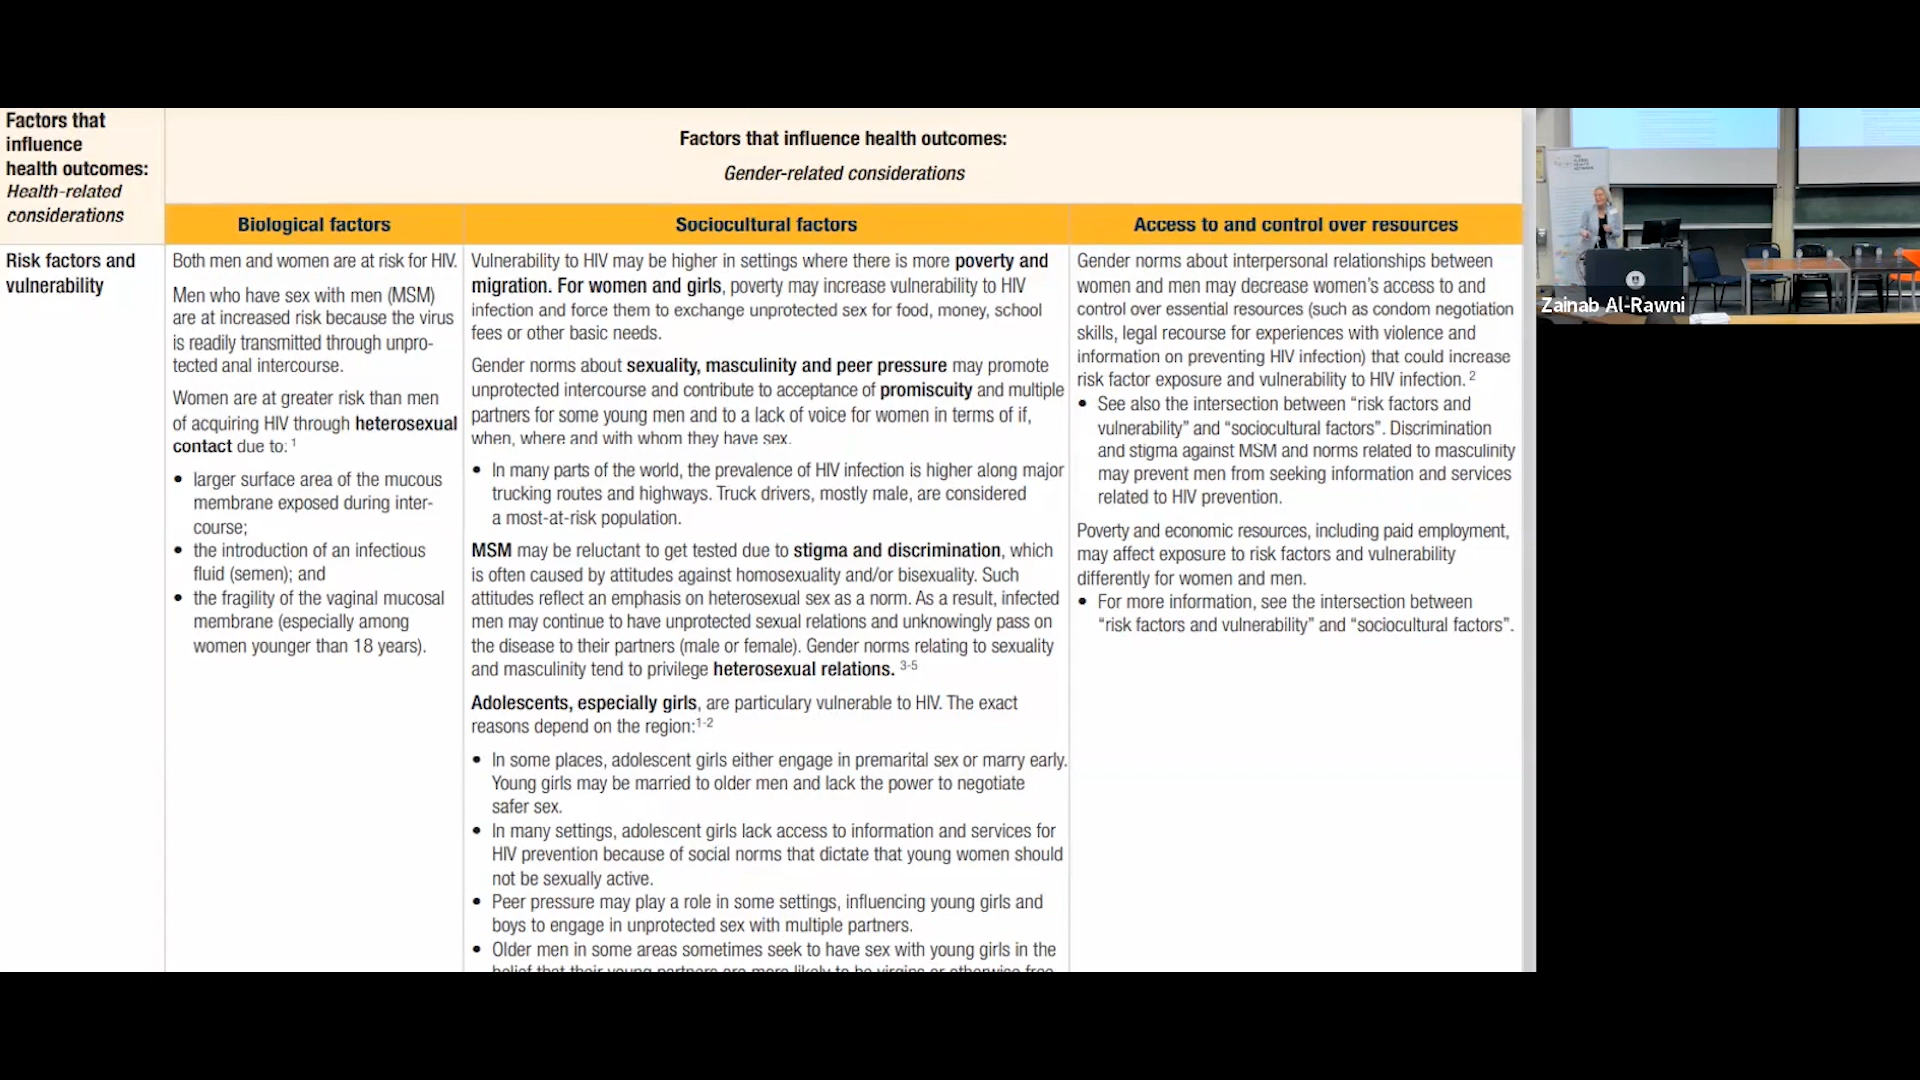 Factors that
influence
health outcomes:
Health-related
considerations
Factors that influence health outcomes:
Gender-related considerations
Biological factors
Sociocultural factors
Access to and control over resources
Risk factors and
vulnerability
Both men and women are at risk for HIV.
Men who have sex with men (MSM)
are at increased risk because the virus
is readily transmitted through unpro-
tected anal intercourse.
Women are at greater risk than men
of acquiring HIV through heterosexual
contact due to: 1
• larger surface area of the mucous
membrane exposed during inter-
course;
• the introduction of an infectious
fluid (semen); and
• the fragility of the vaginal mucosal
membrane (especially among
women younger than 18 years).
Vulnerability to HIV may be higher in settings where there is more poverty and
migration. For women and girls, poverty may increase vulnerability to HIV
infection and force them to exchange unprotected sex for food, money, school
fees or other basic needs.
Gender norms about sexuality, masculinity and peer pressure may promote
unprotected intercourse and contribute to acceptance of promiscuity and multiple
partners for some young men and to a lack of voice for women in terms of if,
when, where and with whom they have sex.
• In many parts of the world, the prevalence of HIV infection is higher along major
trucking routes and highways. Truck drivers, mostly male, are considered
a most-at-risk population.
MSM may be reluctant to get tested due to stigma and discrimination, which
is often caused by attitudes against homosexuality and/or bisexuality. Such
attitudes reflect an emphasis on heterosexual sex as a norm. As a result, infected
men may continue to have unprotected sexual relations and unknowingly pass on
the disease to their partners (male or female). Gender norms relating to sexuality
and masculinity tend to privilege heterosexual relations. 3-5
Adolescents, especially girls, are particulary vulnerable to HIV. The exact
reasons depend on the region:1-2
• In some places, adolescent girls either engage in premarital sex or marry early.
Young girls may be married to older men and lack the power to negotiate
safer sex.
• In many settings, adolescent girls lack access to information and services for
HIV prevention because of social norms that dictate that young women should
not be sexually active.
• Peer pressure may play a role in some settings, influencing young girls and
boys to engage in unprotected sex with multiple partners.
• Older men in some areas sometimes seek to have sex with young girls in the
belief that their young partners are more likely to be virgins or otherwise free
Gender norms about interpersonal relationships between
women and men may decrease women's access to and
control over essential resources (such as condom negotiation
skills, legal recourse for experiences with violence and
information on preventing HIV infection) that could increase
risk factor exposure and vulnerability to HIV infection. 2
• See also the intersection between "risk factors and
vulnerability" and "sociocultural factors". Discrimination
and stigma against MSM and norms related to masculinity
may prevent men from seeking information and services
related to HIV prevention.
Poverty and economic resources, including paid employment,
may affect exposure to risk factors and vulnerability
differently for women and men.
• For more information, see the intersection between
"risk factors and vulnerability" and "sociocultural factors".
Zainab Al-Rawni